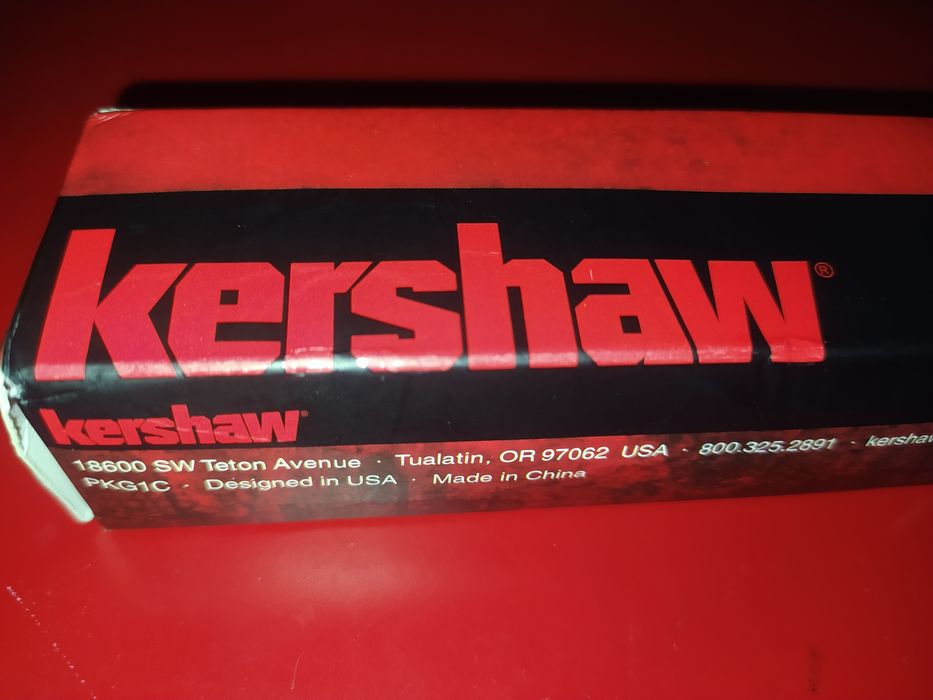 kershaw®
kershaw
18600 SW Teton Avenue · Tualatin, OR 97062 USA · 800.325.2891 · kershaw
PKG1C · Designed in USA · Made in China